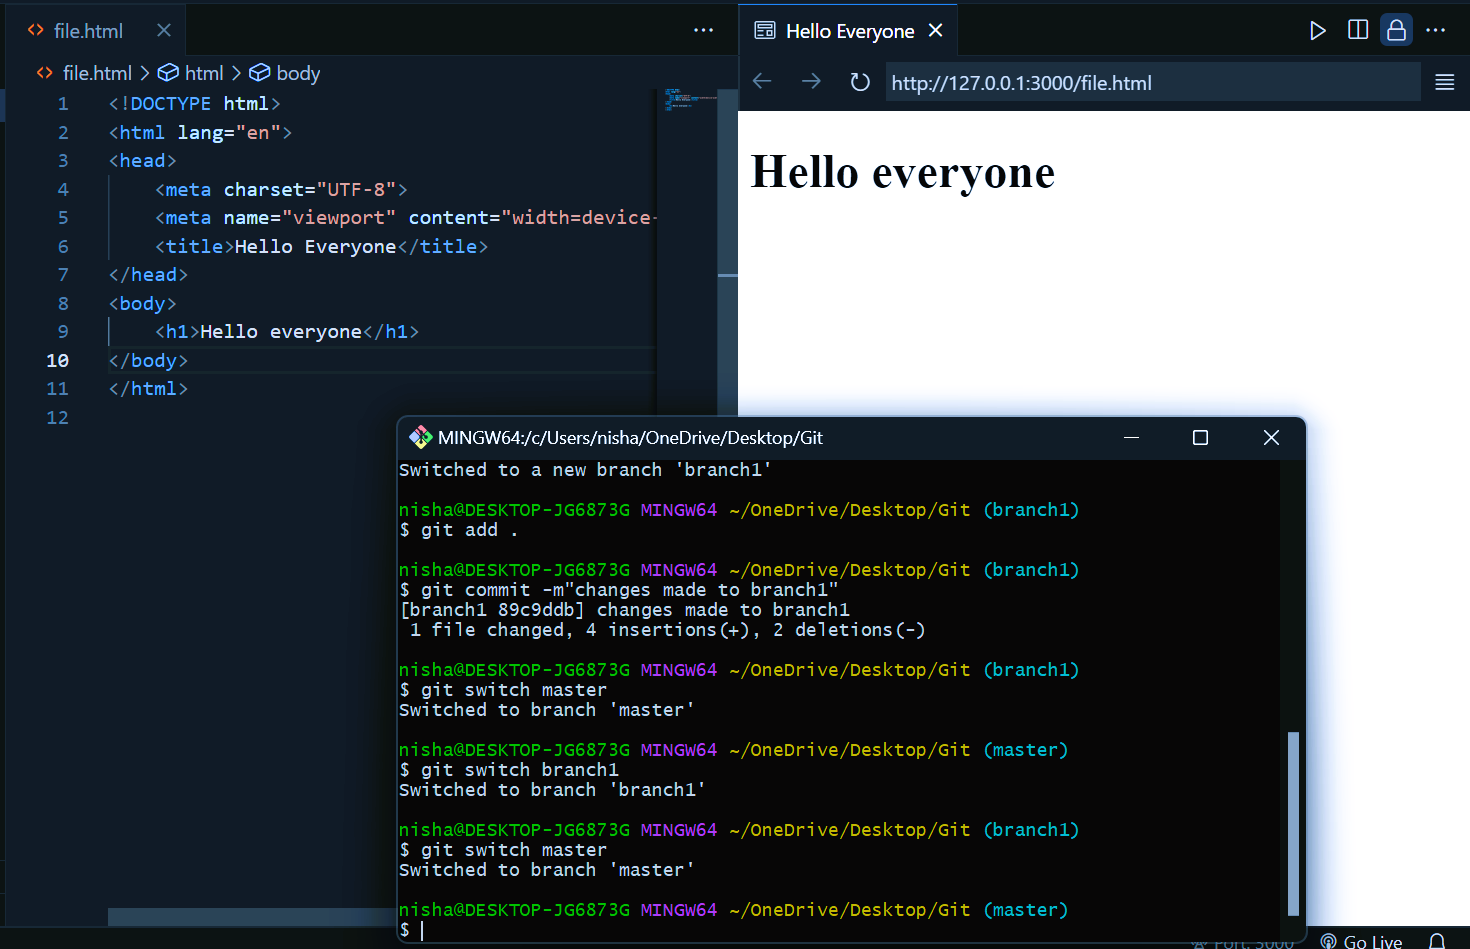 file.html
file.html > html > body
1 <!DOCTYPE html>
2 <html lang="en">
3 <head>
4 <meta charset="UTF-8">
5 <meta name="viewport" content="width=device-
6 <title>Hello Everyone</title>
7 </head>
8 <body>
9 <h1>Hello everyone</h1>
10 </body>
11 </html>
12
Hello Everyone
http://127.0.0.1:3000/file.html
Hello everyone
MINGW64:/c/Users/nisha/OneDrive/Desktop/Git
Switched to a new branch 'branch1'
nisha@DESKTOP-JG6873G MINGW64 ~/OneDrive/Desktop/Git (branch1)
$ git add .
nisha@DESKTOP-JG6873G MINGW64 ~/OneDrive/Desktop/Git (branch1)
$ git commit -m"changes made to branch1"
[branch1 89c9ddb] changes made to branch1
1 file changed, 4 insertions(+), 2 deletions(-)
nisha@DESKTOP-JG6873G MINGW64 ~/OneDrive/Desktop/Git (branch1)
$ git switch master
Switched to branch 'master'
nisha@DESKTOP-JG6873G MINGW64 ~/OneDrive/Desktop/Git (master)
$ git switch branch1
Switched to branch 'branch1'
nisha@DESKTOP-JG6873G MINGW64 ~/OneDrive/Desktop/Git (branch1)
$ git switch master
Switched to branch 'master'
nisha@DESKTOP-JG6873G MINGW64 ~/OneDrive/Desktop/Git (master)
$
Port: 3000
Go Live